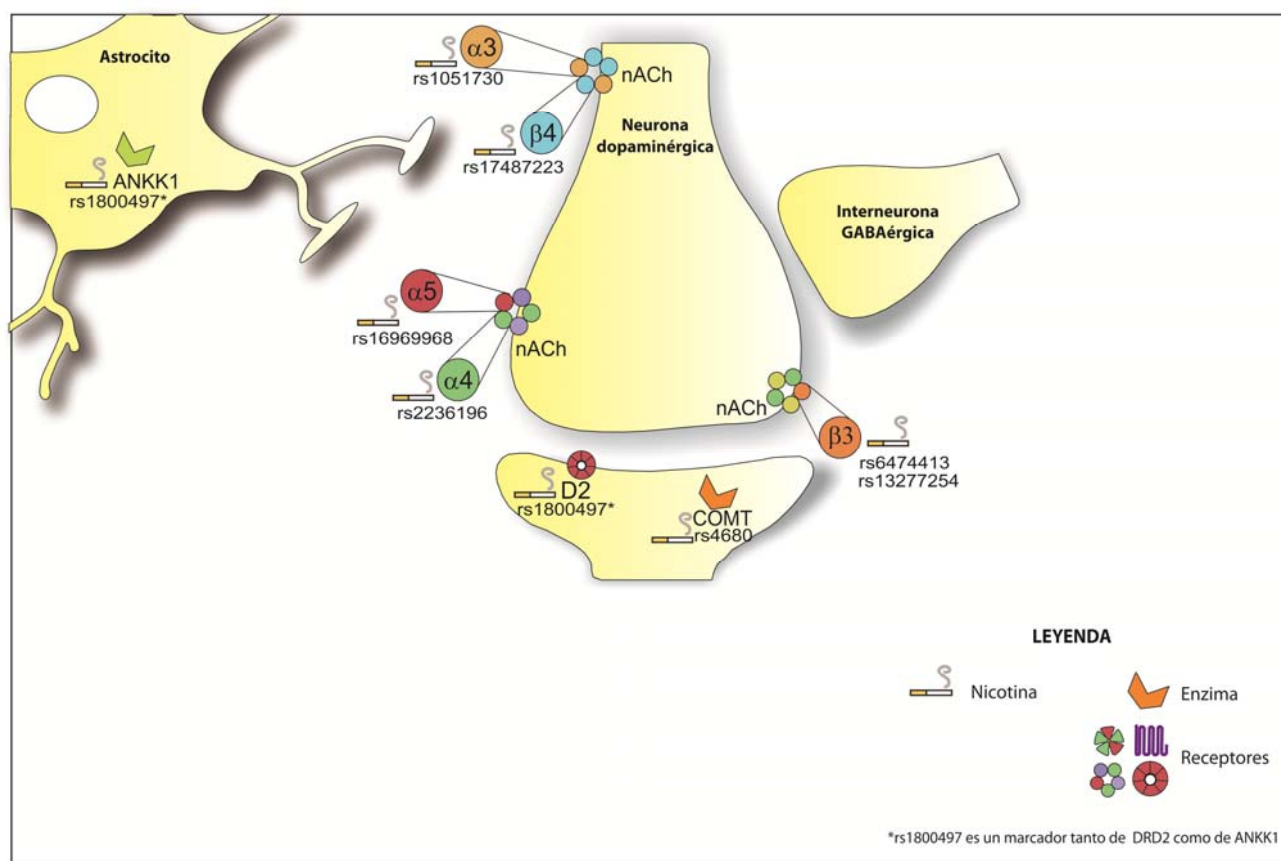 Astrocito
ANKK1
rs1800497*
α3
rs1051730
nACh
β4
rs17487223
Neurona
dopaminérgica
Interneurona
GABAérgica
α5
rs16969968
nACh
α4
rs2236196
nACh
β3
rs6474413
rs13277254
D2
rs1800497*
COMT
rs4680
LEYENDA
Nicotina
Enzima
Receptores
*rs1800497 es un marcador tanto de DRD2 como de ANKK1